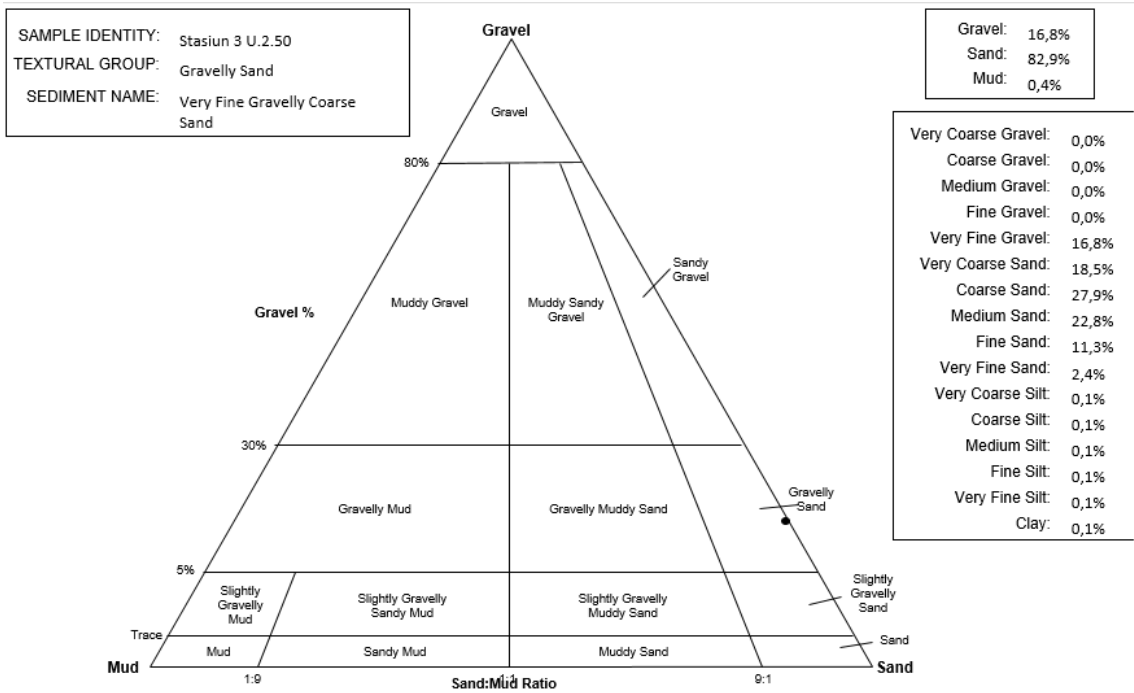 SAMPLE IDENTITY: Stasiun 3 U.2.50
TEXTURAL GROUP: Gravelly Sand
SEDIMENT NAME: Very Fine Gravelly Coarse
Sand
Gravel
Gravel: 16,8%
Sand: 82,9%
Mud: 0,4%
Very Coarse Gravel: 0,0%
Coarse Gravel: 0,0%
Medium Gravel: 0,0%
Fine Gravel: 0,0%
Very Fine Gravel: 16,8%
Very Coarse Sand: 18,5%
Coarse Sand: 27,9%
Medium Sand: 22,8%
Fine Sand: 11,3%
Very Fine Sand: 2,4%
Very Coarse Silt: 0,1%
Coarse Silt: 0,1%
Medium Silt: 0,1%
Fine Silt: 0,1%
Very Fine Silt: 0,1%
Clay: 0,1%
Gravel
80%
Sandy
Gravel
Muddy Gravel
Muddy Sandy
Gravel
Gravel %
30%
Gravelly
Sand
Gravelly Mud
Gravelly Muddy Sand
5%
Slightly
Gravelly
Mud
Slightly Gravelly
Sandy Mud
Slightly Gravelly
Muddy Sand
Slightly
Gravelly
Sand
Trace
Mud
Sandy Mud
Muddy Sand
Sand
Mud
Sand
1:9
1:1
9:1
Sand:Mud Ratio